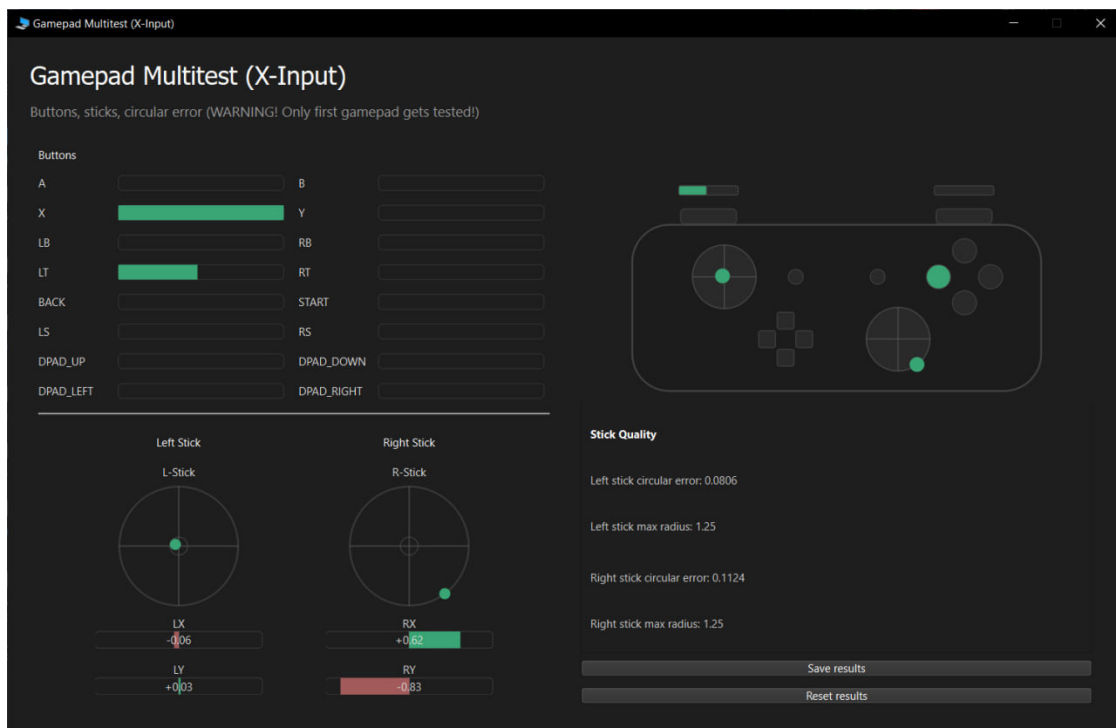 Gamepad Multitest (X-Input)
Gamepad Multitest (X-Input)
Buttons, sticks, circular error (WARNING! Only first gamepad gets tested!)
Buttons
A
B
X
Y
LB
RB
LT
RT
BACK
START
LS
RS
DPAD_UP
DPAD_DOWN
DPAD_LEFT
DPAD_RIGHT
Left Stick
Right Stick
L-Stick
R-Stick
LX
-0.06
RX
+0.62
LY
+0.03
RY
-0.83
Stick Quality
Left stick circular error: 0.0806
Left stick max radius: 1.25
Right stick circular error: 0.1124
Right stick max radius: 1.25
Save results
Reset results